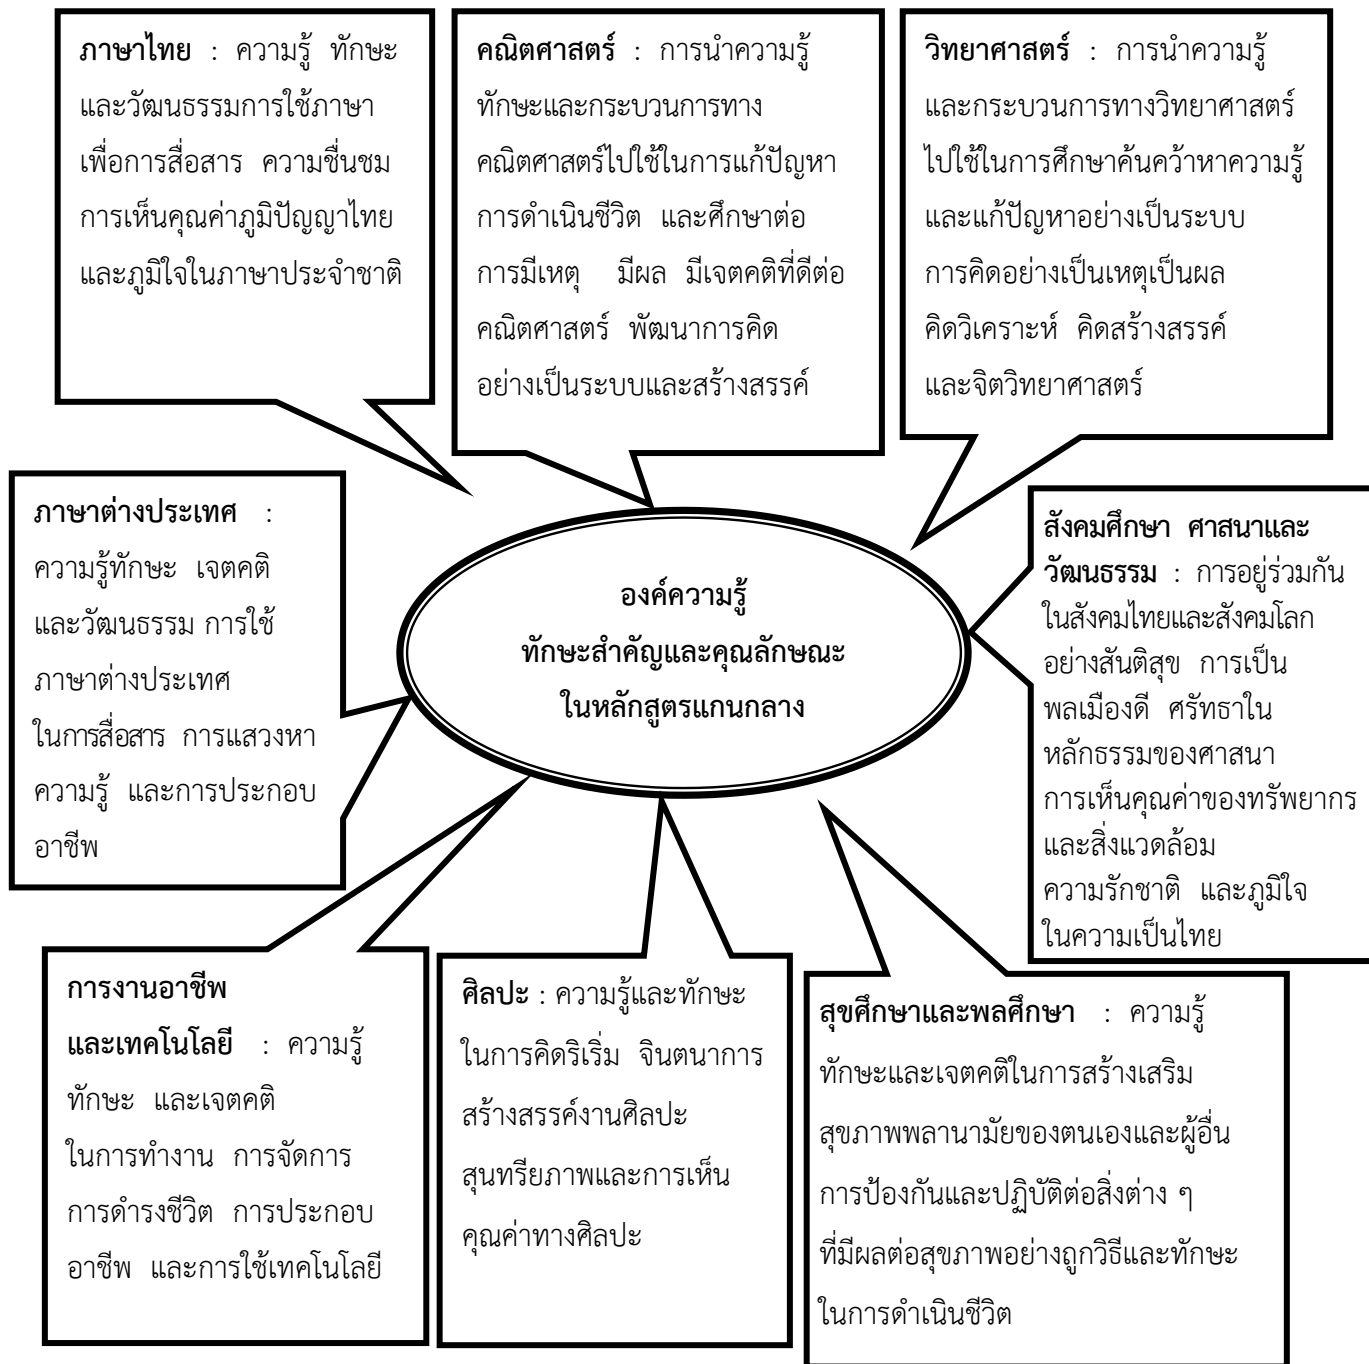 ภาษาไทย : ความรู้ ทักษะ
และวัฒนธรรมการใช้ภาษา
เพื่อการสื่อสาร ความชื่นชม
การเห็นคุณค่าภูมิปัญญาไทย
และภูมิใจในภาษาประจำชาติ
คณิตศาสตร์ : การนำความรู้
ทักษะและกระบวนการทาง
คณิตศาสตร์ไปใช้ในการแก้ปัญหา
การดำเนินชีวิต และศึกษาต่อ
การมีเหตุ มีผล มีเจตคติที่ดีต่อ
คณิตศาสตร์ พัฒนาการคิด
อย่างเป็นระบบและสร้างสรรค์
วิทยาศาสตร์ : การนำความรู้
และกระบวนการทางวิทยาศาสตร์
ไปใช้ในการศึกษาค้นคว้าหาความรู้
และแก้ปัญหาอย่างเป็นระบบ
การคิดอย่างเป็นเหตุเป็นผล
คิดวิเคราะห์ คิดสร้างสรรค์
และจิตวิทยาศาสตร์
ภาษาต่างประเทศ :
ความรู้ทักษะ เจตคติ
และวัฒนธรรม การใช้
ภาษาต่างประเทศ
ในการสื่อสาร การแสวงหา
ความรู้ และการประกอบ
อาชีพ
องค์ความรู้
ทักษะสำคัญและคุณลักษณะ
ในหลักสูตรแกนกลาง
สังคมศึกษา ศาสนาและ
วัฒนธรรม : การอยู่ร่วมกัน
ในสังคมไทยและสังคมโลก
อย่างสันติสุข การเป็น
พลเมืองดี ศรัทธาใน
หลักธรรมของศาสนา
การเห็นคุณค่าของทรัพยากร
และสิ่งแวดล้อม
ความรักชาติ และภูมิใจ
ในความเป็นไทย
การงานอาชีพ
และเทคโนโลยี : ความรู้
ทักษะ และเจตคติ
ในการทำงาน การจัดการ
การดำรงชีวิต การประกอบ
อาชีพ และการใช้เทคโนโลยี
ศิลปะ : ความรู้และทักษะ
ในการคิดริเริ่ม จินตนาการ
สร้างสรรค์งานศิลปะ
สุนทรียภาพและการเห็น
คุณค่าทางศิลปะ
สุขศึกษาและพลศึกษา : ความรู้
ทักษะและเจตคติในการสร้างเสริม
สุขภาพพลานามัยของตนเองและผู้อื่น
การป้องกันและปฏิบัติต่อสิ่งต่าง ๆ
ที่มีผลต่อสุขภาพอย่างถูกวิธีและทักษะ
ในการดำเนินชีวิต